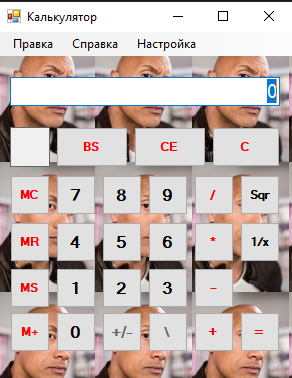 Калькулятор
Правка Справка Настройка
0
BS CE C
MC 7 8 9 / Sqr
MR 4 5 6 * 1/x
MS 1 2 3 -
M+ 0 +/- \ + =